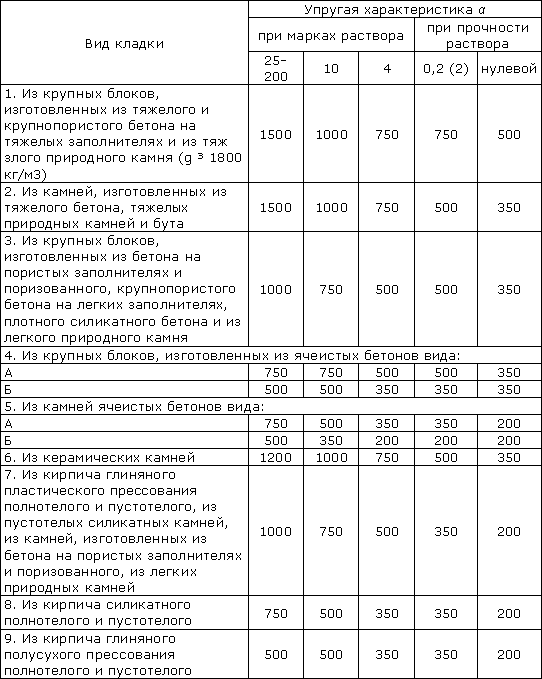 Вид кладки
Упругая характеристика α
при марках раствора
при прочности
раствора
25-
200
10
4
0,2 (2)
нулевой
1. Из крупных блоков,
изготовленных из тяжелого и
крупнопористого бетона на
тяжелых заполнителях и из тяж
злого природного камня (g ³ 1800
кг/м3)
1500
1000
750
750
500
2. Из камней, изготовленных из
тяжелого бетона, тяжелых
природных камней и бута
1500
1000
750
500
350
3. Из крупных блоков,
изготовленных из бетона на
пористых заполнителях и
поризованного, крупнопористого
бетона на легких заполнителях,
плотного силикатного бетона и из
легкого природного камня
1000
750
500
500
350
4. Из крупных блоков, изготовленных из ячеистых бетонов вида:
А 750 750 500 500 350
Б 500 500 350 350 350
5. Из камней ячеистых бетонов вида:
А 750 500 350 350 200
Б 500 350 200 200 200
6. Из керамических камней 1200 1000 750 500 350
7. Из кирпича глиняного
пластического прессования
полнотелого и пустотелого, из
пустотелых силикатных камней,
из камней, изготовленных из
бетона на пористых заполнителях
и поризованного, из легких
природных камней
1000
750
500
350
200
8. Из кирпича силикатного
полнотелого и пустотелого
750
500
350
350
200
9. Из кирпича глиняного
полусухого прессования
полнотелого и пустотелого
500
500
350
350
200